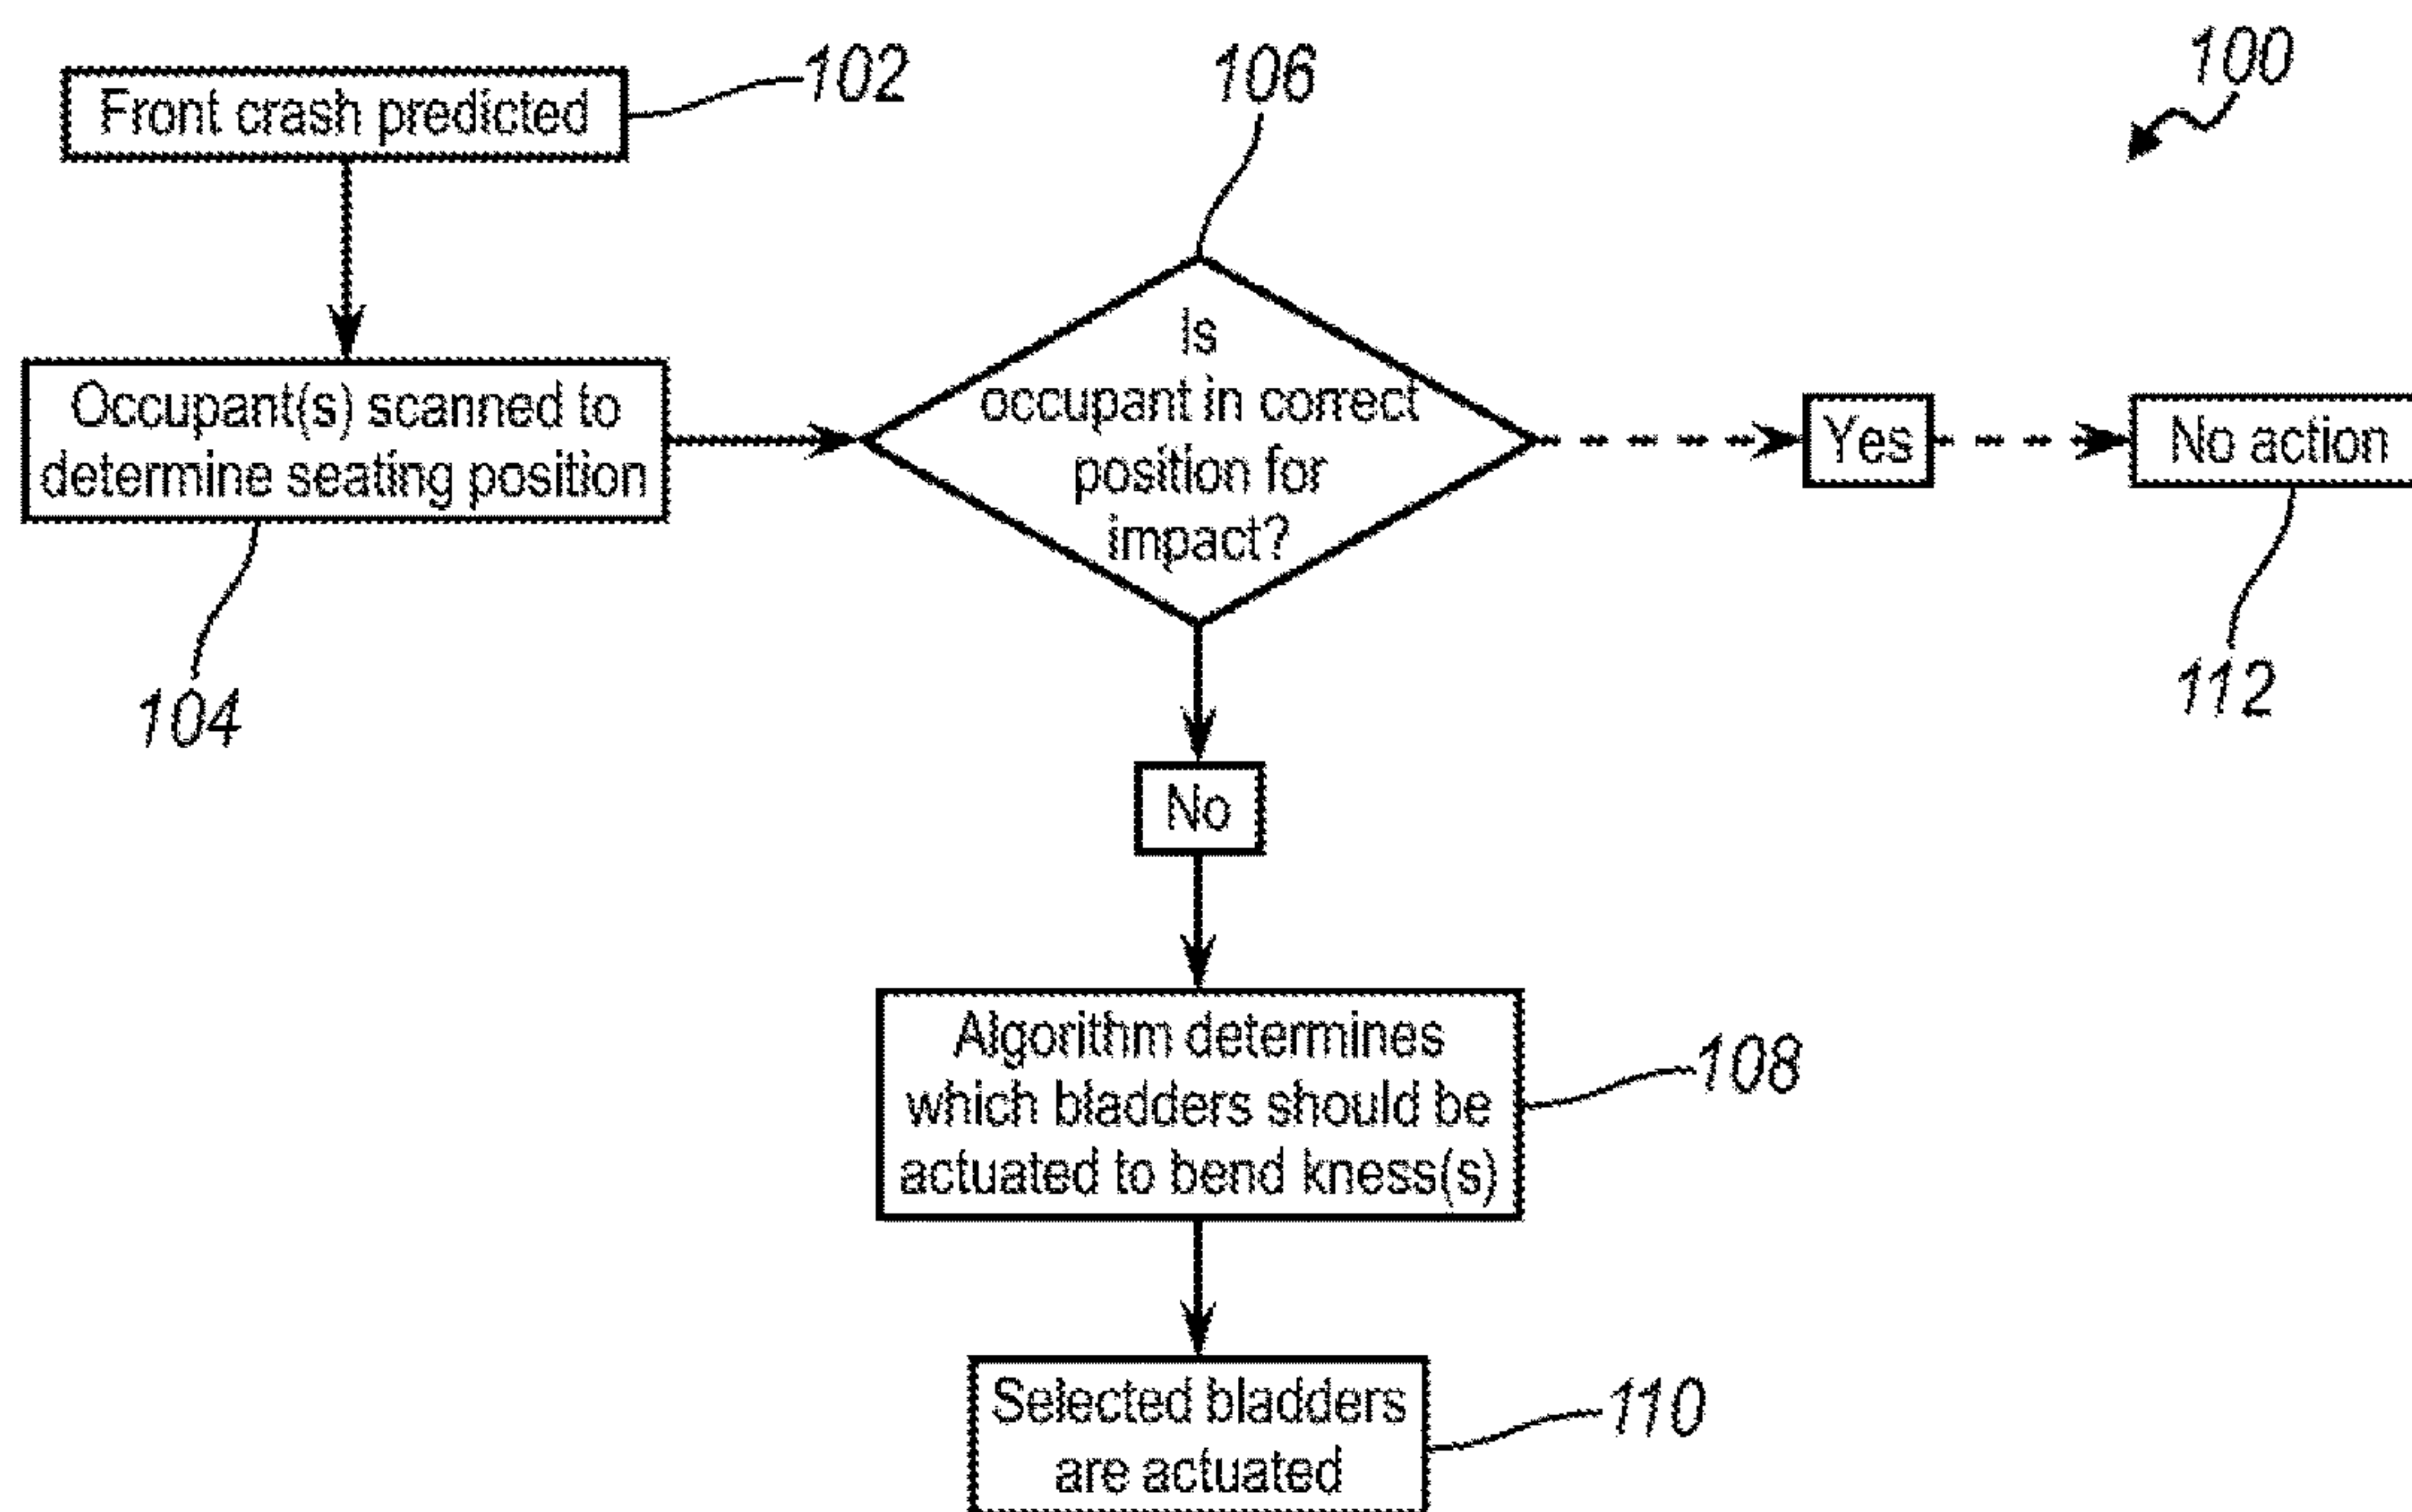 Front crash predicted
102
106
100
Occupant(s) scanned to
determine seating position
104
Is
occupant in correct
position for
impact?
Yes
No action
112
No
Algorithm determines
which bladders should be
actuated to bend kness(s)
108
Selected bladders
are actuated
110